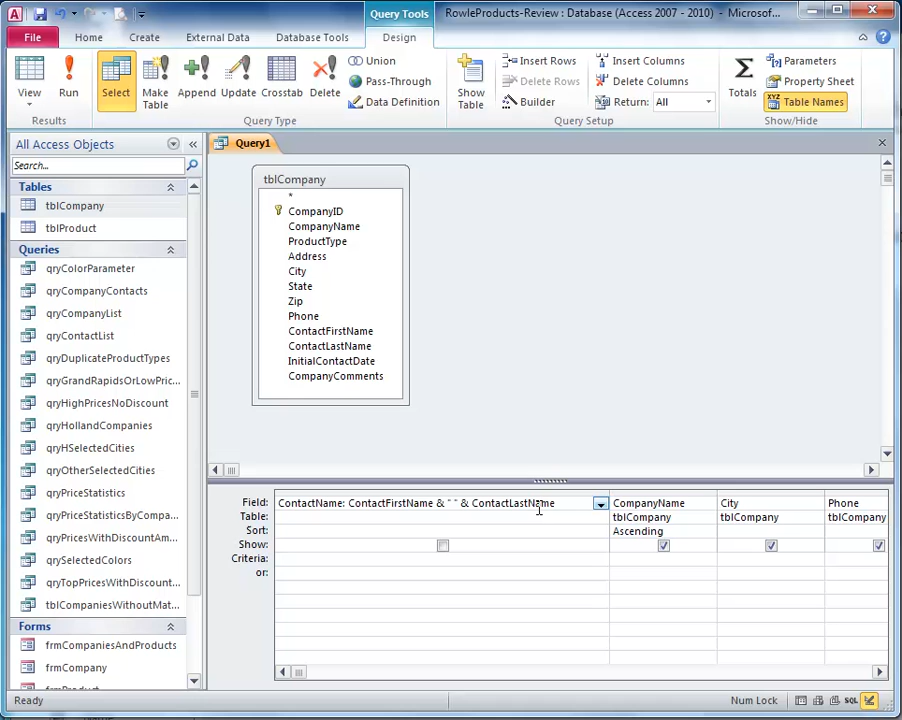 Query Tools
RowleProducts-Review : Database (Access 2007 - 2010) - Microsof...
File Home Create External Data Database Tools Design
View
Run
Select
Make Table
Append
Update
Crosstab
Delete
Union
Pass-Through
Data Definition
Show Table
Insert Rows
Delete Rows
Builder
Insert Columns
Delete Columns
Return: All
Totals
Parameters
Property Sheet
Table Names
Results
Query Type
Query Setup
Show/Hide
All Access Objects
Search...
Tables
tblCompany
tblProduct
Queries
qryColorParameter
qryCompanyContacts
qryCompanyList
qryContactList
qryDuplicateProductTypes
qryGrandRapidsOrLowPric...
qryHighPricesNoDiscount
qryHollandCompanies
qryHSelectedCities
qryOtherSelectedCities
qryPriceStatistics
qryPriceStatisticsByCompa...
qryPricesWithDiscountAm...
qrySelectedColors
qryTopPricesWithDiscount...
tblCompaniesWithoutMat...
Forms
frmCompaniesAndProducts
frmCompany
frmProduct
Query1
tblCompany
*
CompanyID
CompanyName
ProductType
Address
City
State
Zip
Phone
ContactFirstName
ContactLastName
InitialContactDate
CompanyComments
Field: ContactName: ContactFirstName & " " & ContactLastName CompanyName City Phone
Table: tblCompany tblCompany tblCompany
Sort: Ascending
Show:
Criteria:
or:
Ready
Num Lock
SQL